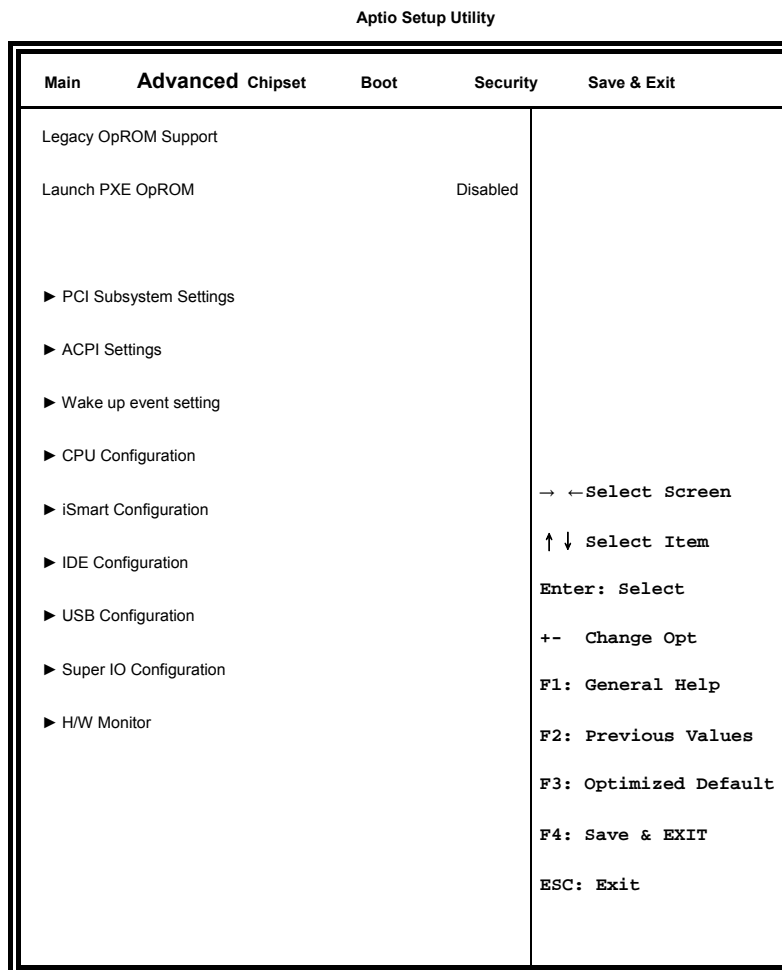 Aptio Setup Utility
Main Advanced Chipset Boot Security Save & Exit
Legacy OpROM Support
Launch PXE OpROM Disabled
► PCI Subsystem Settings
► ACPI Settings
► Wake up event setting
► CPU Configuration
► iSmart Configuration
► IDE Configuration
► USB Configuration
► Super IO Configuration
► H/W Monitor
→ ←Select Screen
↑↓ Select Item
Enter: Select
+- Change Opt
F1: General Help
F2: Previous Values
F3: Optimized Default
F4: Save & EXIT
ESC: Exit